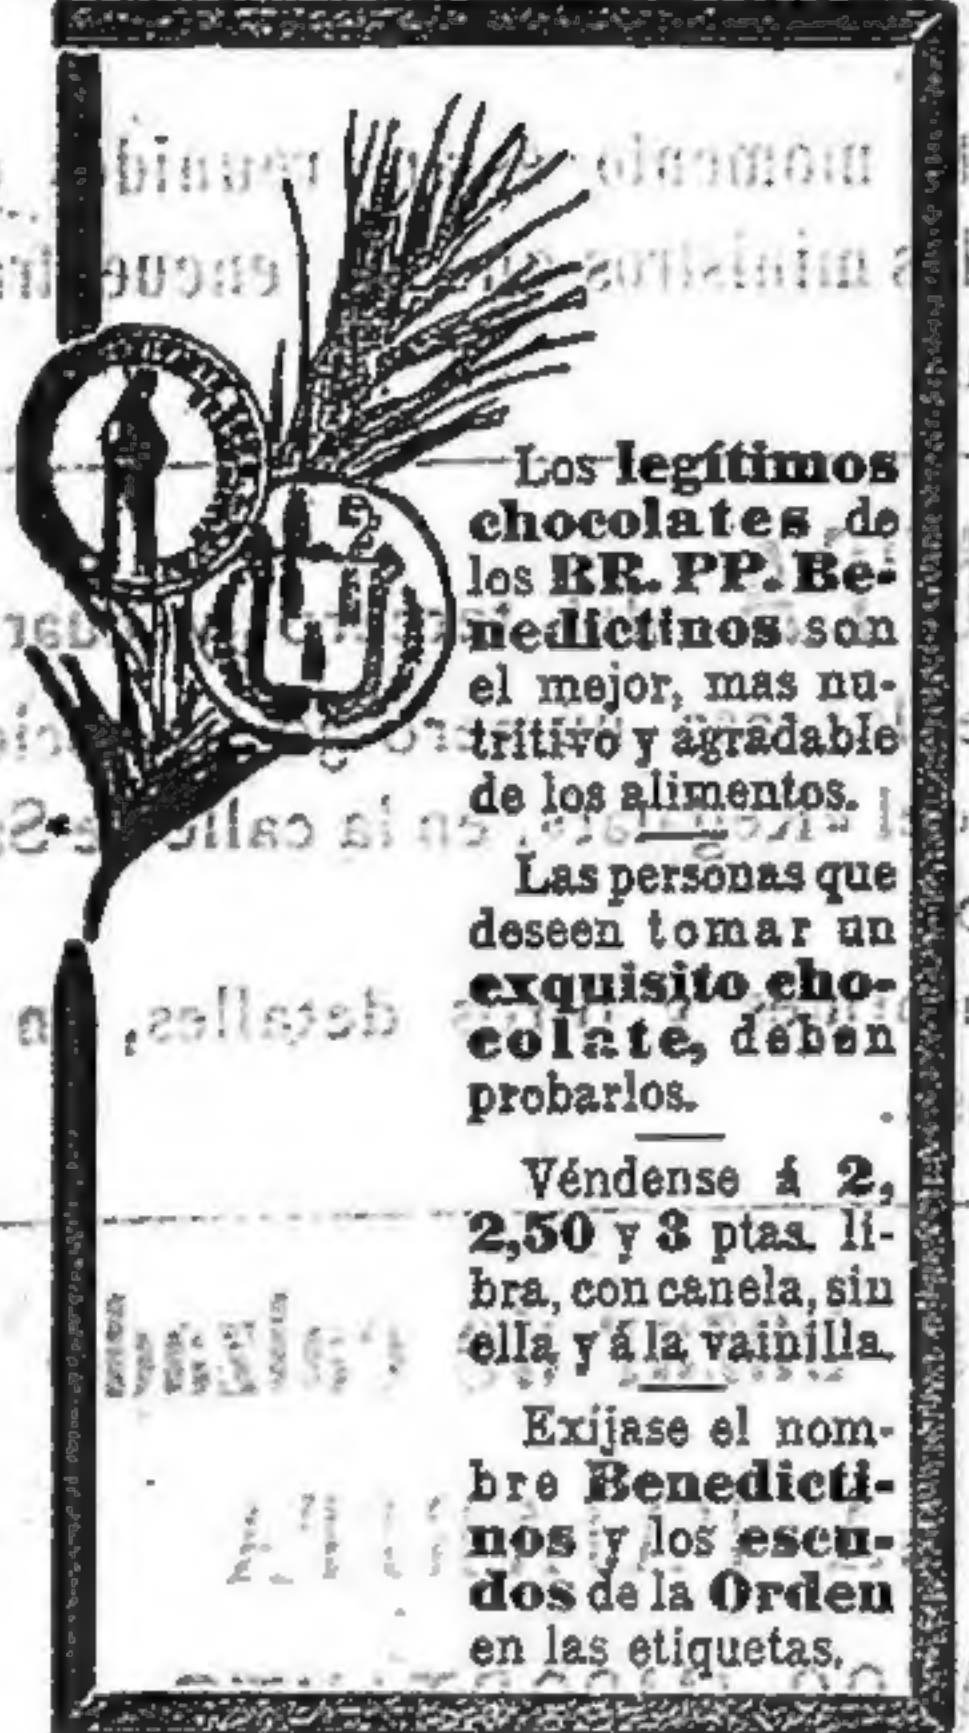 Los legítimos
chocolates de
los RR. PP. Be-
nedictinos son
el mejor, mas nu-
tritivo y agradable
de los alimentos.
Las personas que
deseen tomar un
exquisito cho-
colate, deben
probarlos.
Véndense á 2,
2,50 y 3 ptas. li-
bra, con canela, sin
ella y á la vainilla.
Exíjase el nom-
bre Benedicti-
nos y los escu-
dos de la Orden
en las etiquetas.